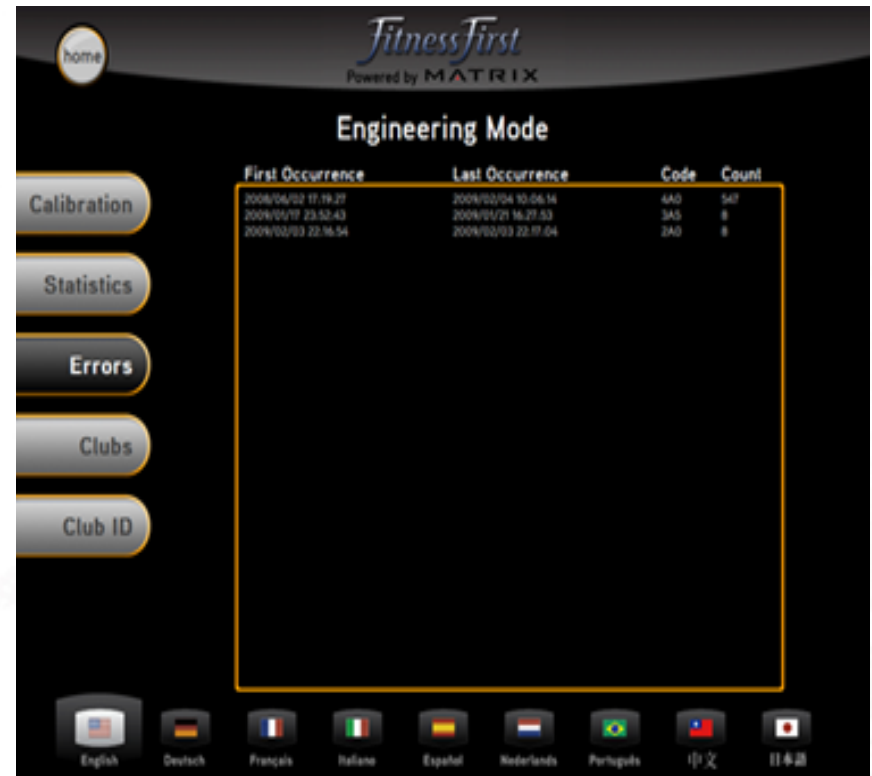 home
FitnessFirst
Powered by MATRIX
Engineering Mode
First Occurrence Last Occurrence Code Count
2008/06/02 17.19.27 2009/02/04 10.06.14 4A0 547
2009/01/17 23.52.43 2009/01/21 16.27.53 3A5 8
2009/02/03 22.16.54 2009/02/03 22.17.04 2A0 8
Calibration
Statistics
Errors
Clubs
Club ID
English Deutsch Français Italiano Español Nederlands Português 中文 日本語